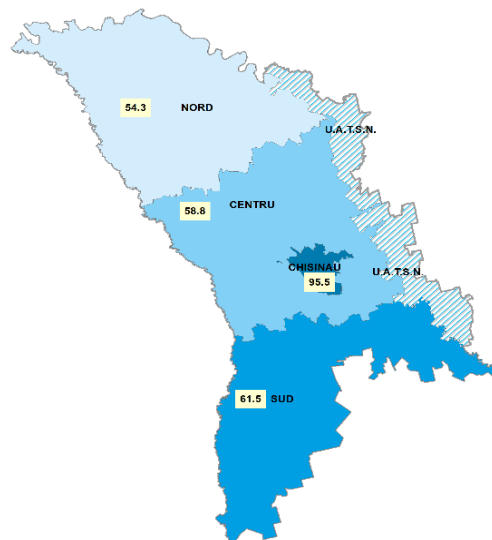 54.3
NORD
U.A.T.S.N.
58.8
CENTRU
CHISINAU
U.A.T.S.N.
95.5
61.5
SUD